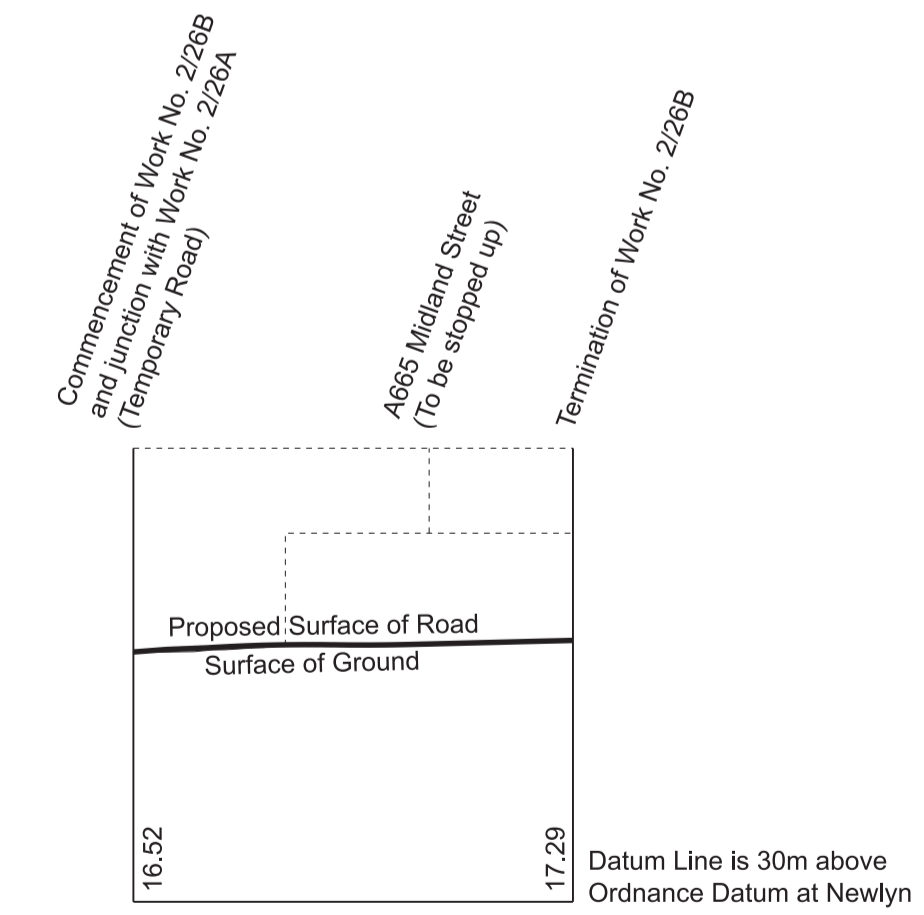 Commencement of Work No. 2/26B
and junction with Work No. 2/26A
(Temporary Road)
A665 Midland Street
(To be stopped up)
Termination of Work No. 2/26B
Proposed Surface of Road
Surface of Ground
16.52
17.29
Datum Line is 30m above
Ordnance Datum at Newlyn